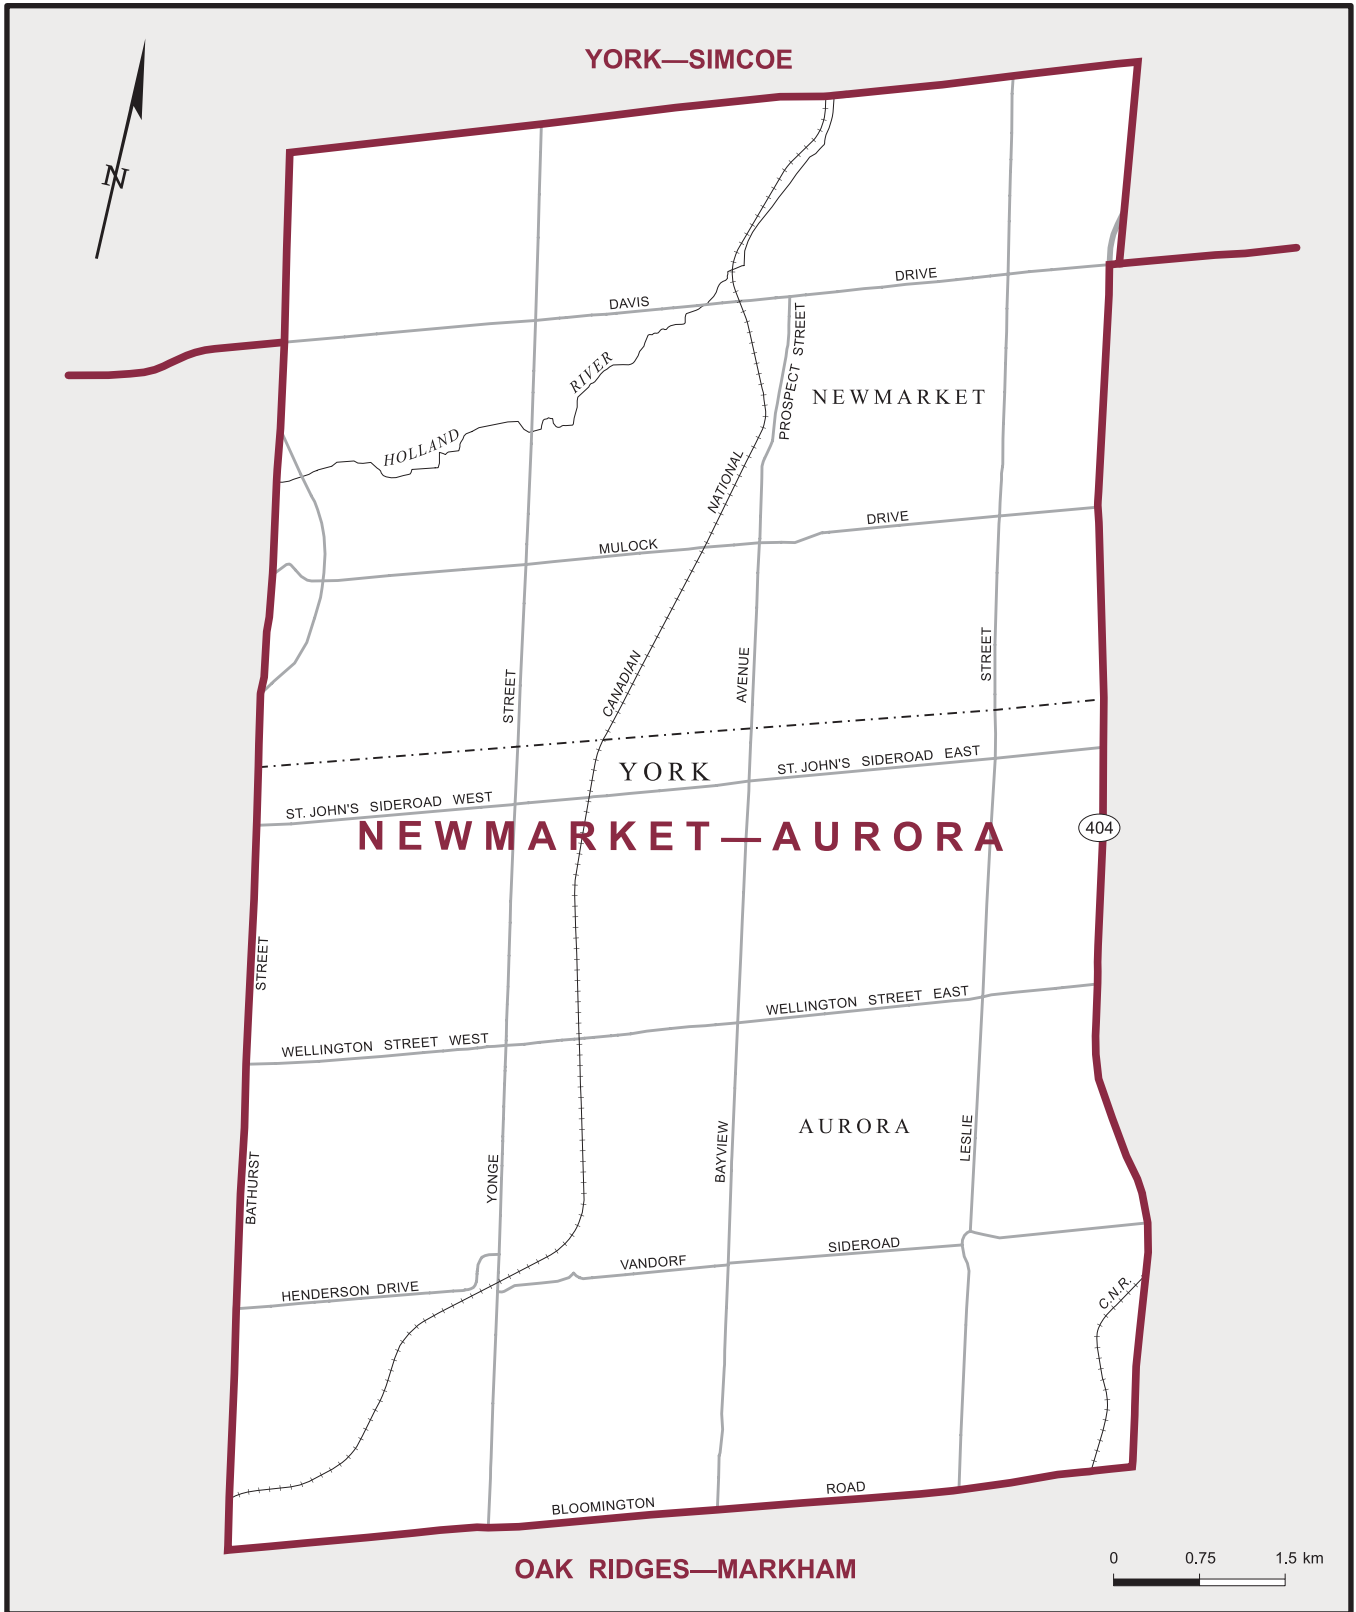 YORK—SIMCOE
N
DAVIS DRIVE
HOLLAND RIVER
PROSPECT STREET
NEWMARKET
CANADIAN NATIONAL
MULOCK DRIVE
STREET
AVENUE
STREET
YORK
ST. JOHN'S SIDEROAD WEST
ST. JOHN'S SIDEROAD EAST
NEWMARKET—AURORA
404
STREET
WELLINGTON STREET WEST
WELLINGTON STREET EAST
AURORA
BATHURST
YONGE
BAYVIEW
LESLIE
HENDERSON DRIVE
VANDORF SIDEROAD
C.N.R.
BLOOMINGTON ROAD
OAK RIDGES—MARKHAM
0 0.75 1.5 km